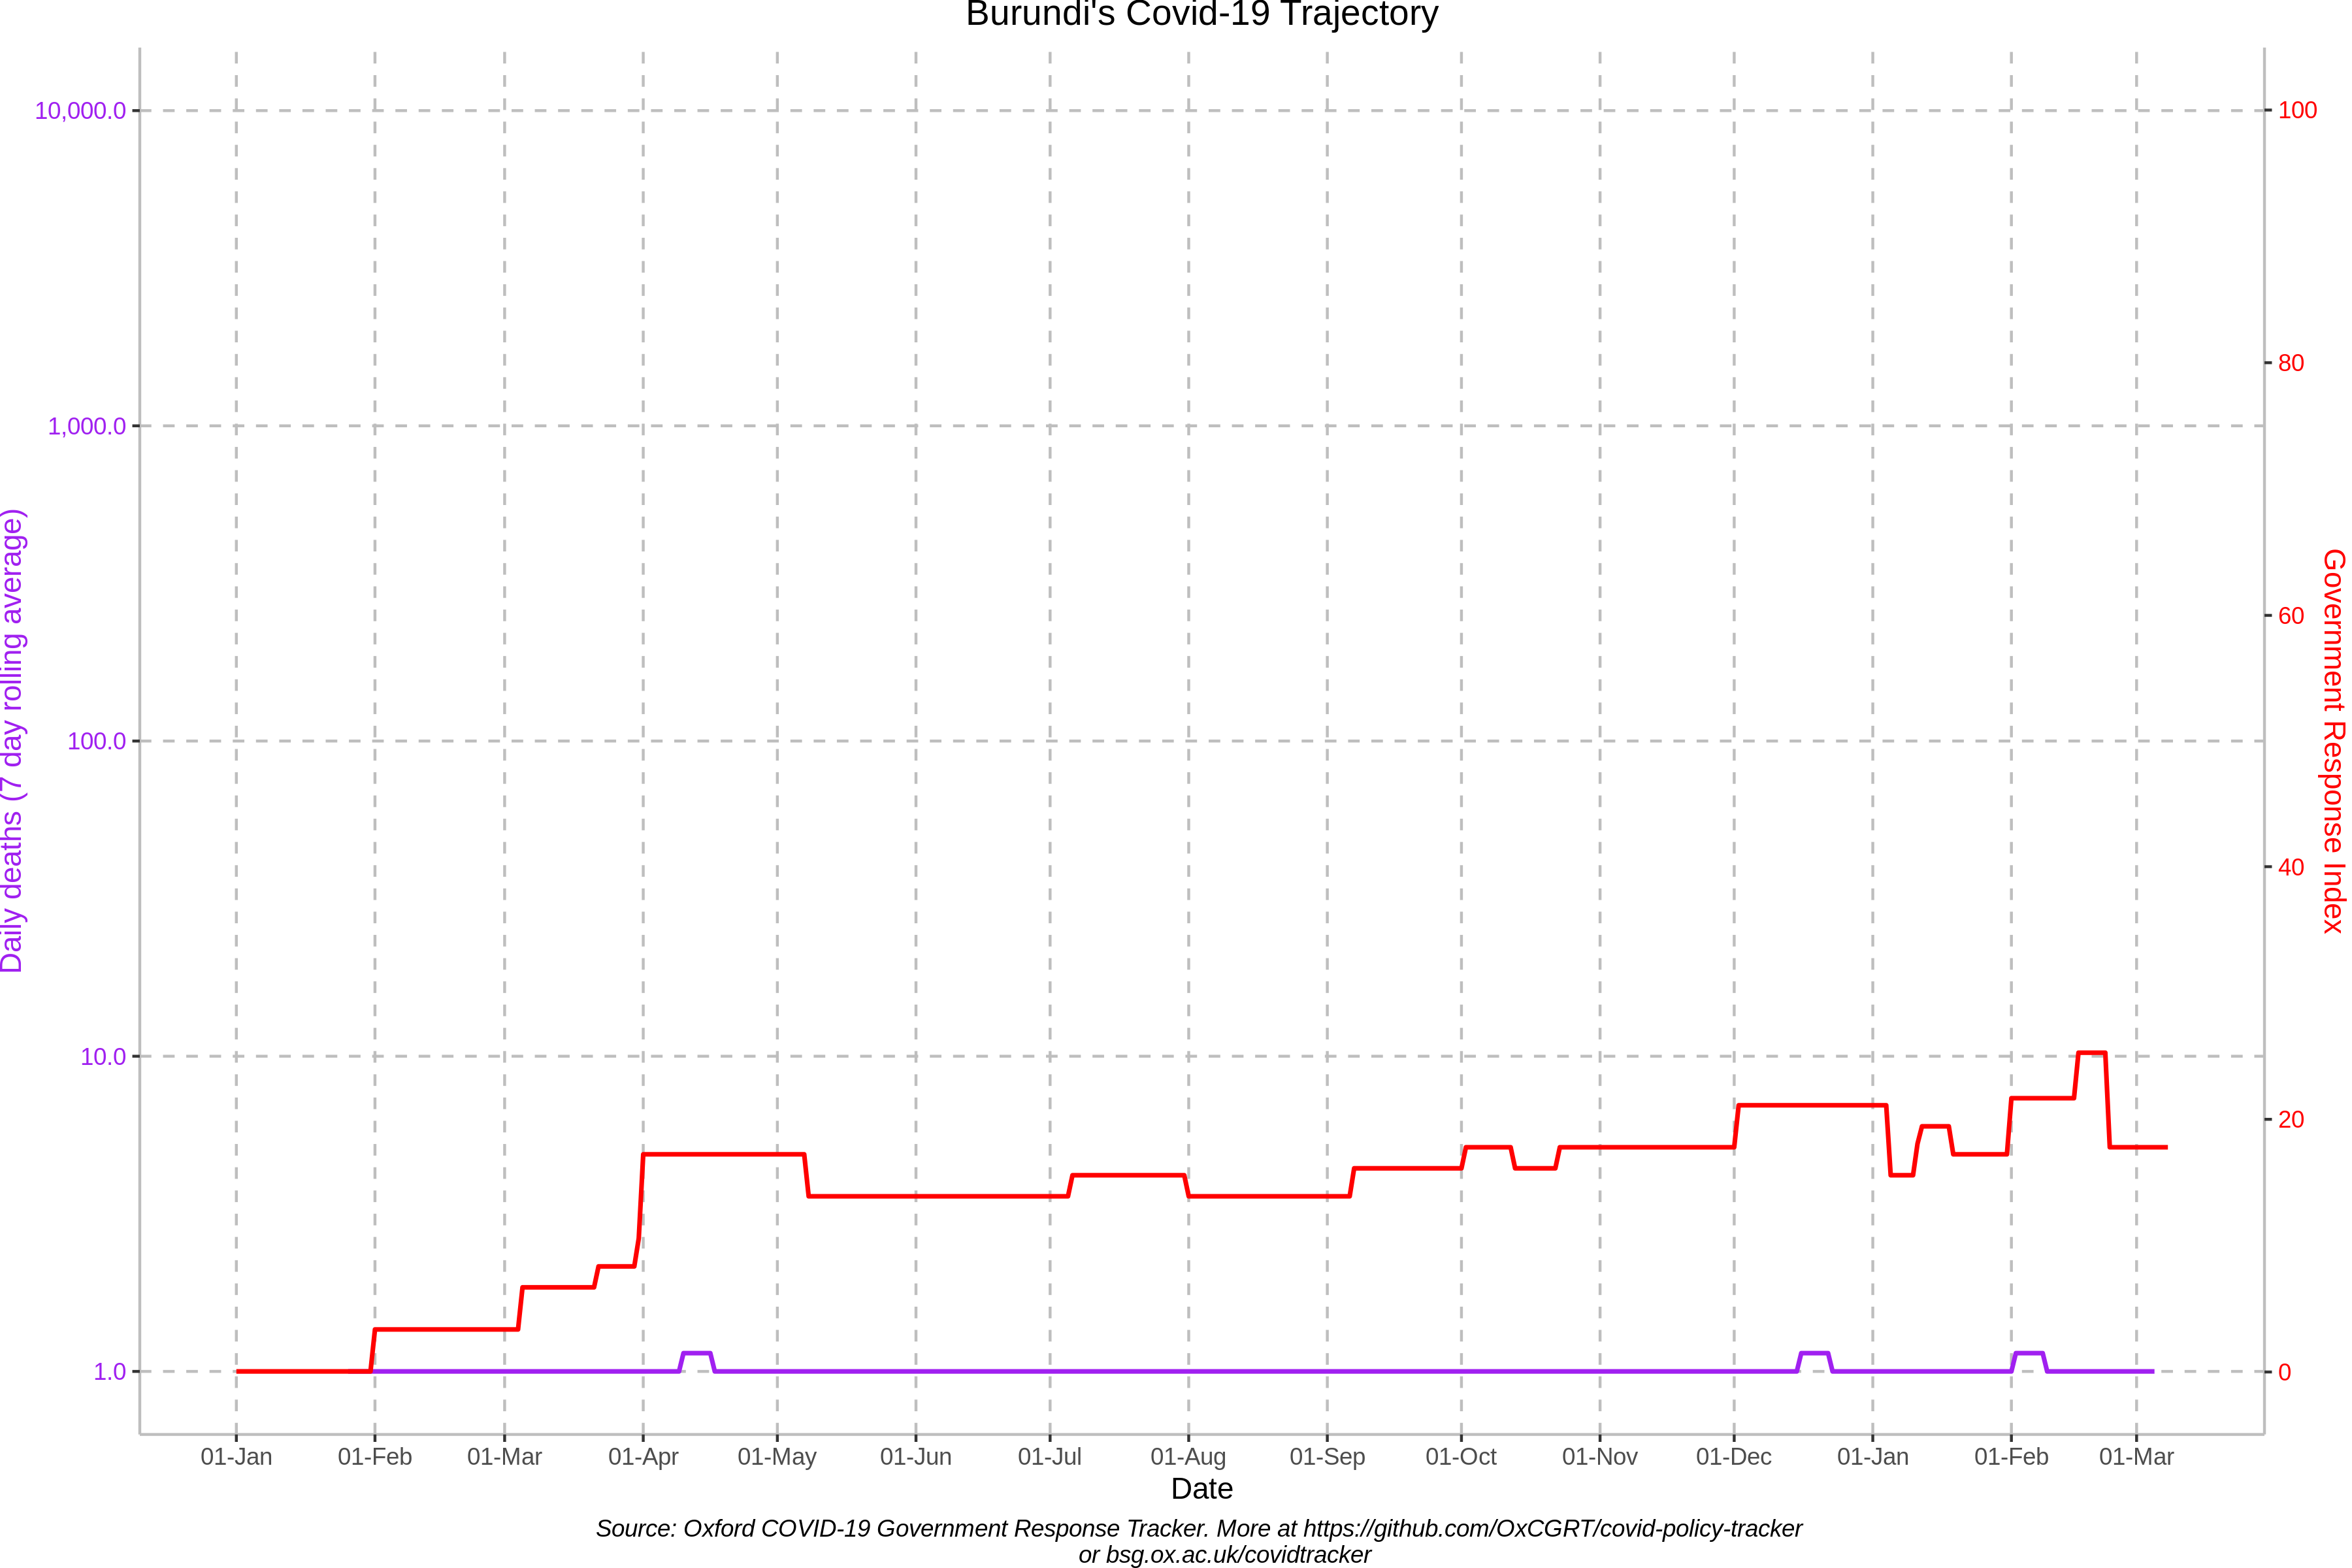 Burundi's Covid-19 Trajectory
10,000.0
1,000.0
100.0
10.0
1.0
Daily deaths (7 day rolling average)
100
80
60
40
20
0
Government Response Index
01-Jan
01-Feb
01-Mar
01-Apr
01-May
01-Jun
01-Jul
01-Aug
01-Sep
01-Oct
01-Nov
01-Dec
01-Jan
01-Feb
01-Mar
Date
Source: Oxford COVID-19 Government Response Tracker. More at https://github.com/OxCGRT/covid-policy-tracker
or bsg.ox.ac.uk/covidtracker